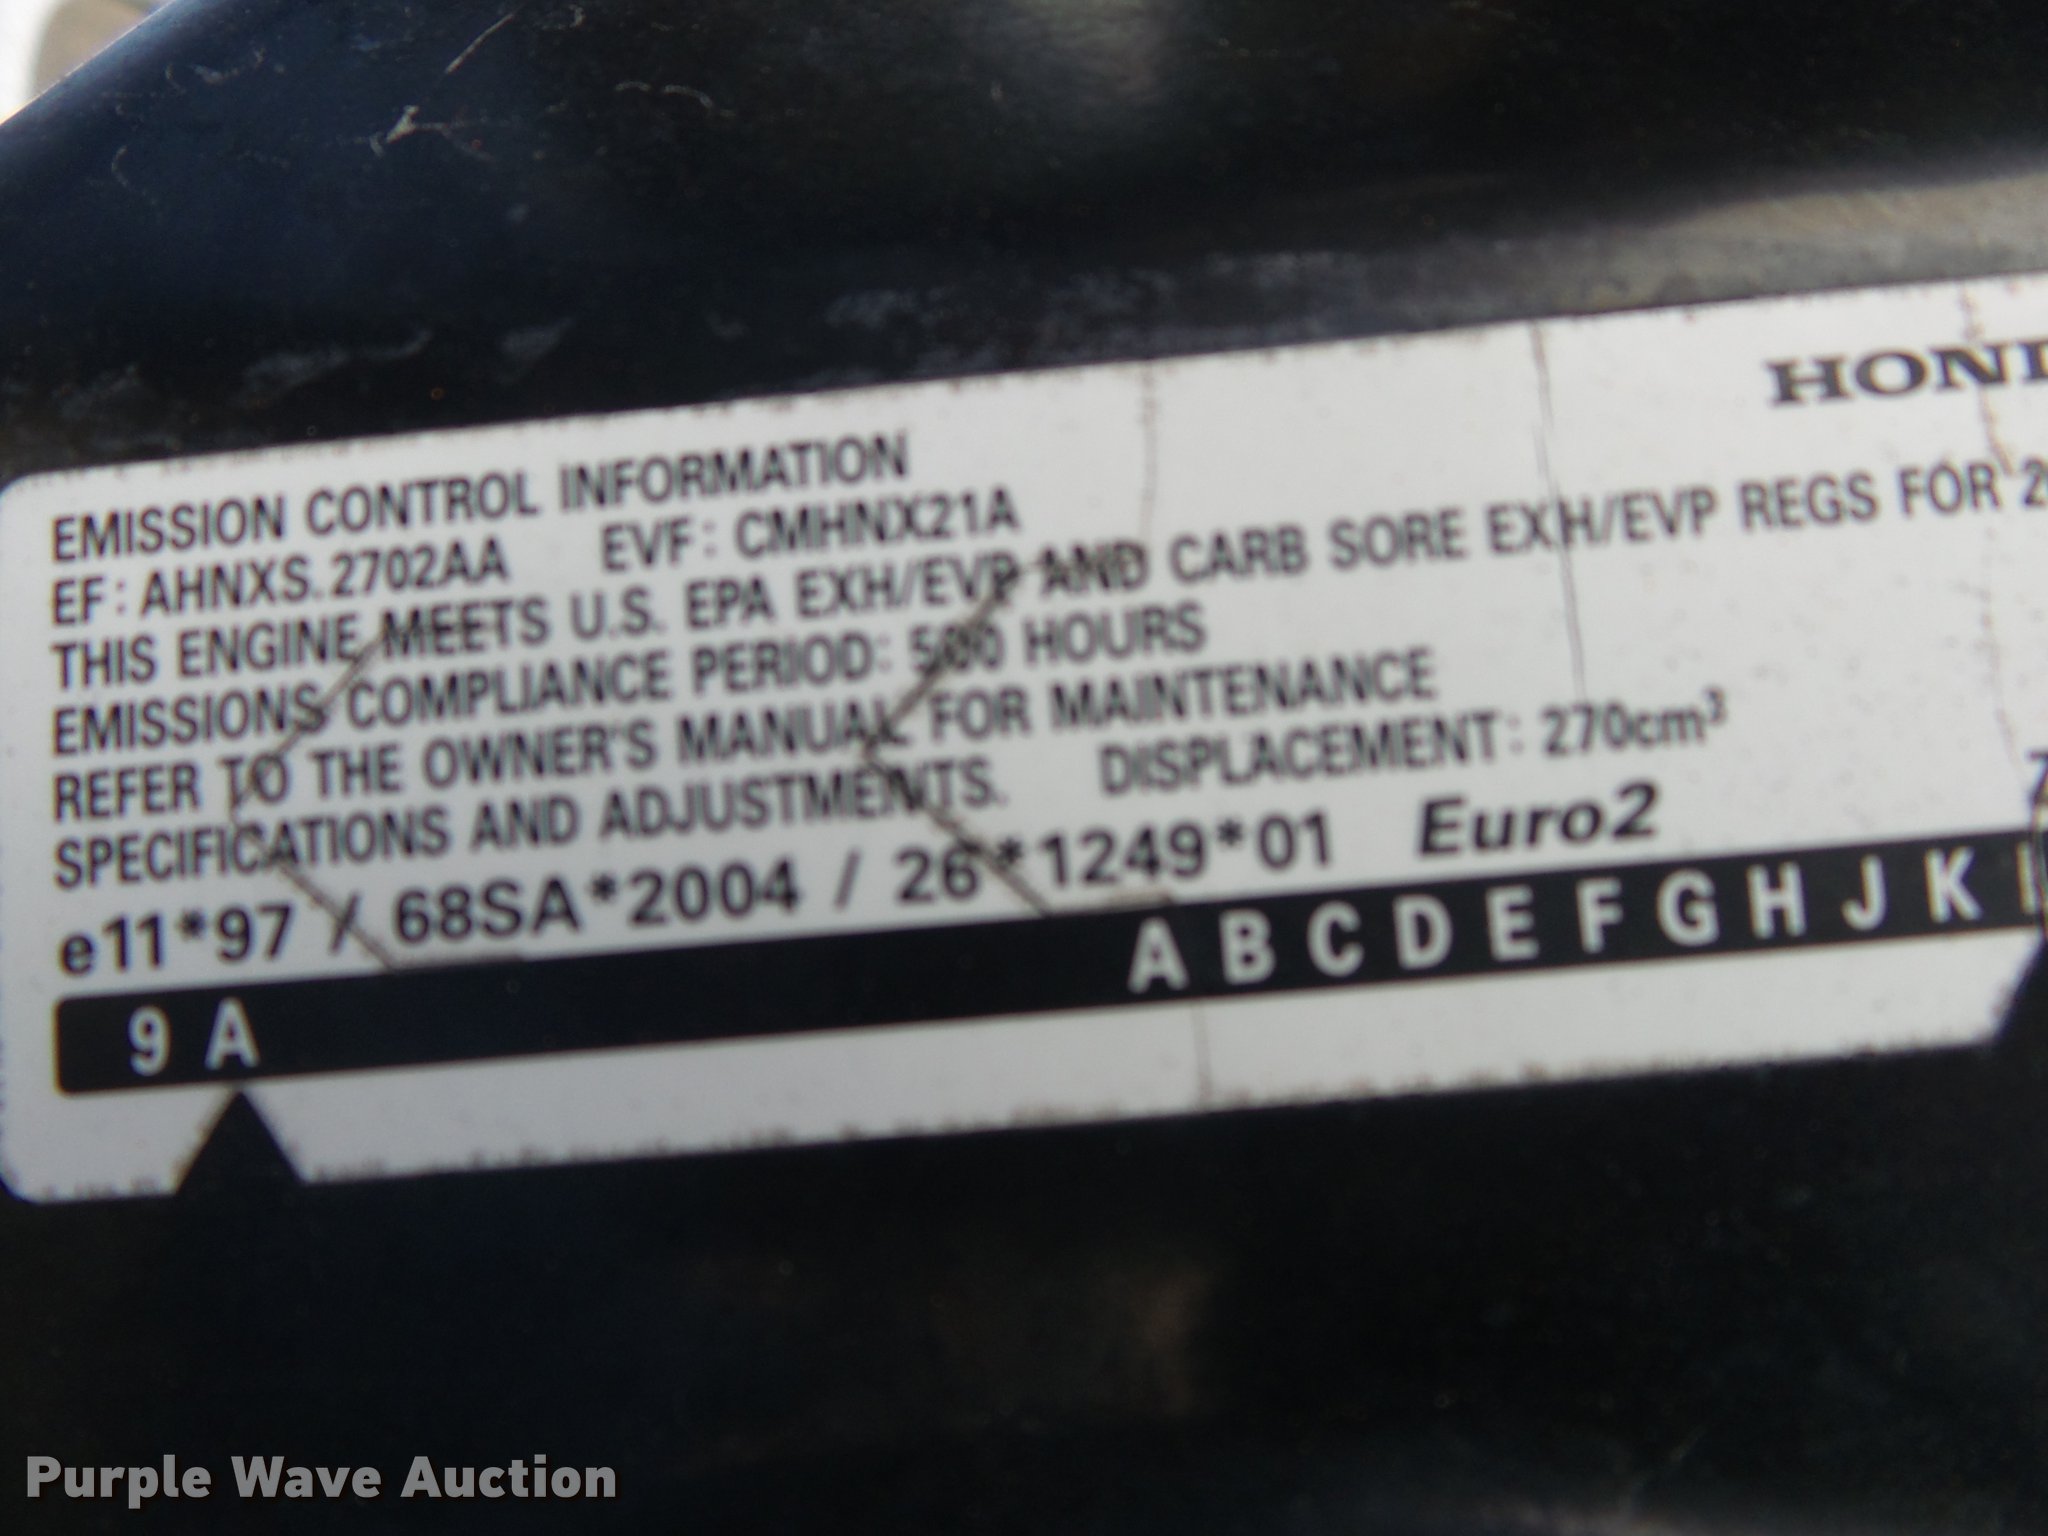 EMISSION CONTROL INFORMATION
EF: AHNXS.2702AA EVF: CMHNX21A
THIS ENGINE MEETS U.S. EPA EXH/EVP AND CARB SORE EXH/EVP REGS FOR
EMISSIONS COMPLIANCE PERIOD: 500 HOURS
REFER TO THE OWNER'S MANUAL FOR MAINTENANCE
SPECIFICATIONS AND ADJUSTMENTS. DISPLACEMENT: 270cm³
e11*97 / 68SA*2004 / 26*1249*01 Euro2
9 A A B C D E F G H J K
Purple Wave Auction